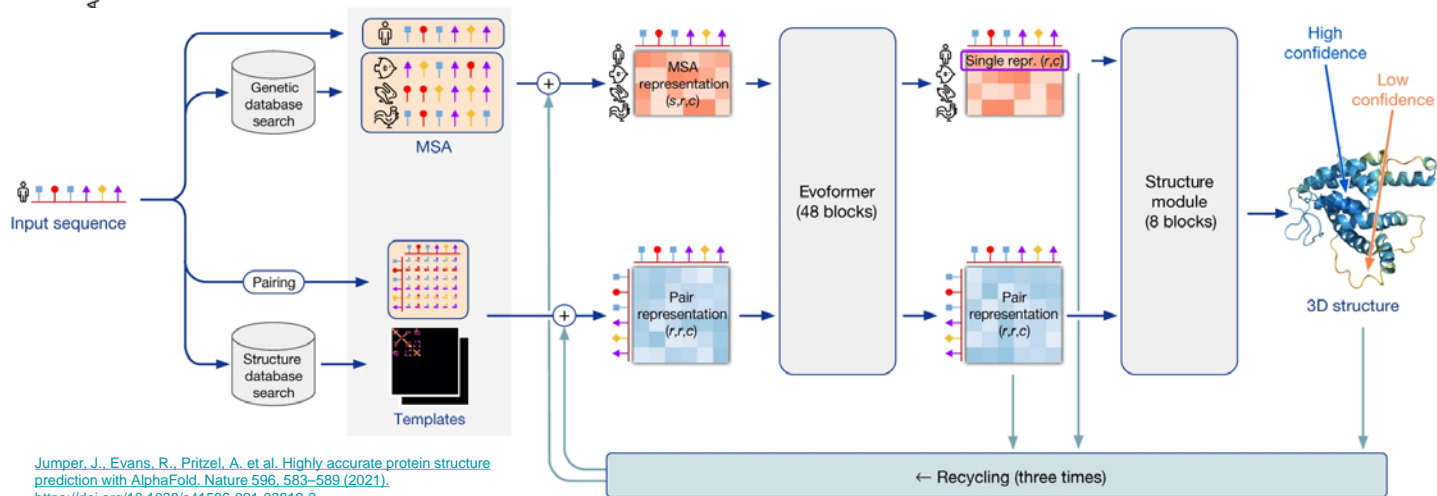 Input sequence
Genetic
database
search
Pairing
Structure
database
search
MSA
Templates
+
+
MSA
representation
(s,r,c)
Pair
representation
(r,r,c)
Evoformer
(48 blocks)
Single repr. (r,c)
Pair
representation
(r,r,c)
Structure
module
(8 blocks)
High
confidence
Low
confidence
3D structure
← Recycling (three times)
Jumper, J., Evans, R., Pritzel, A. et al. Highly accurate protein structure
prediction with AlphaFold. Nature 596, 583–589 (2021).